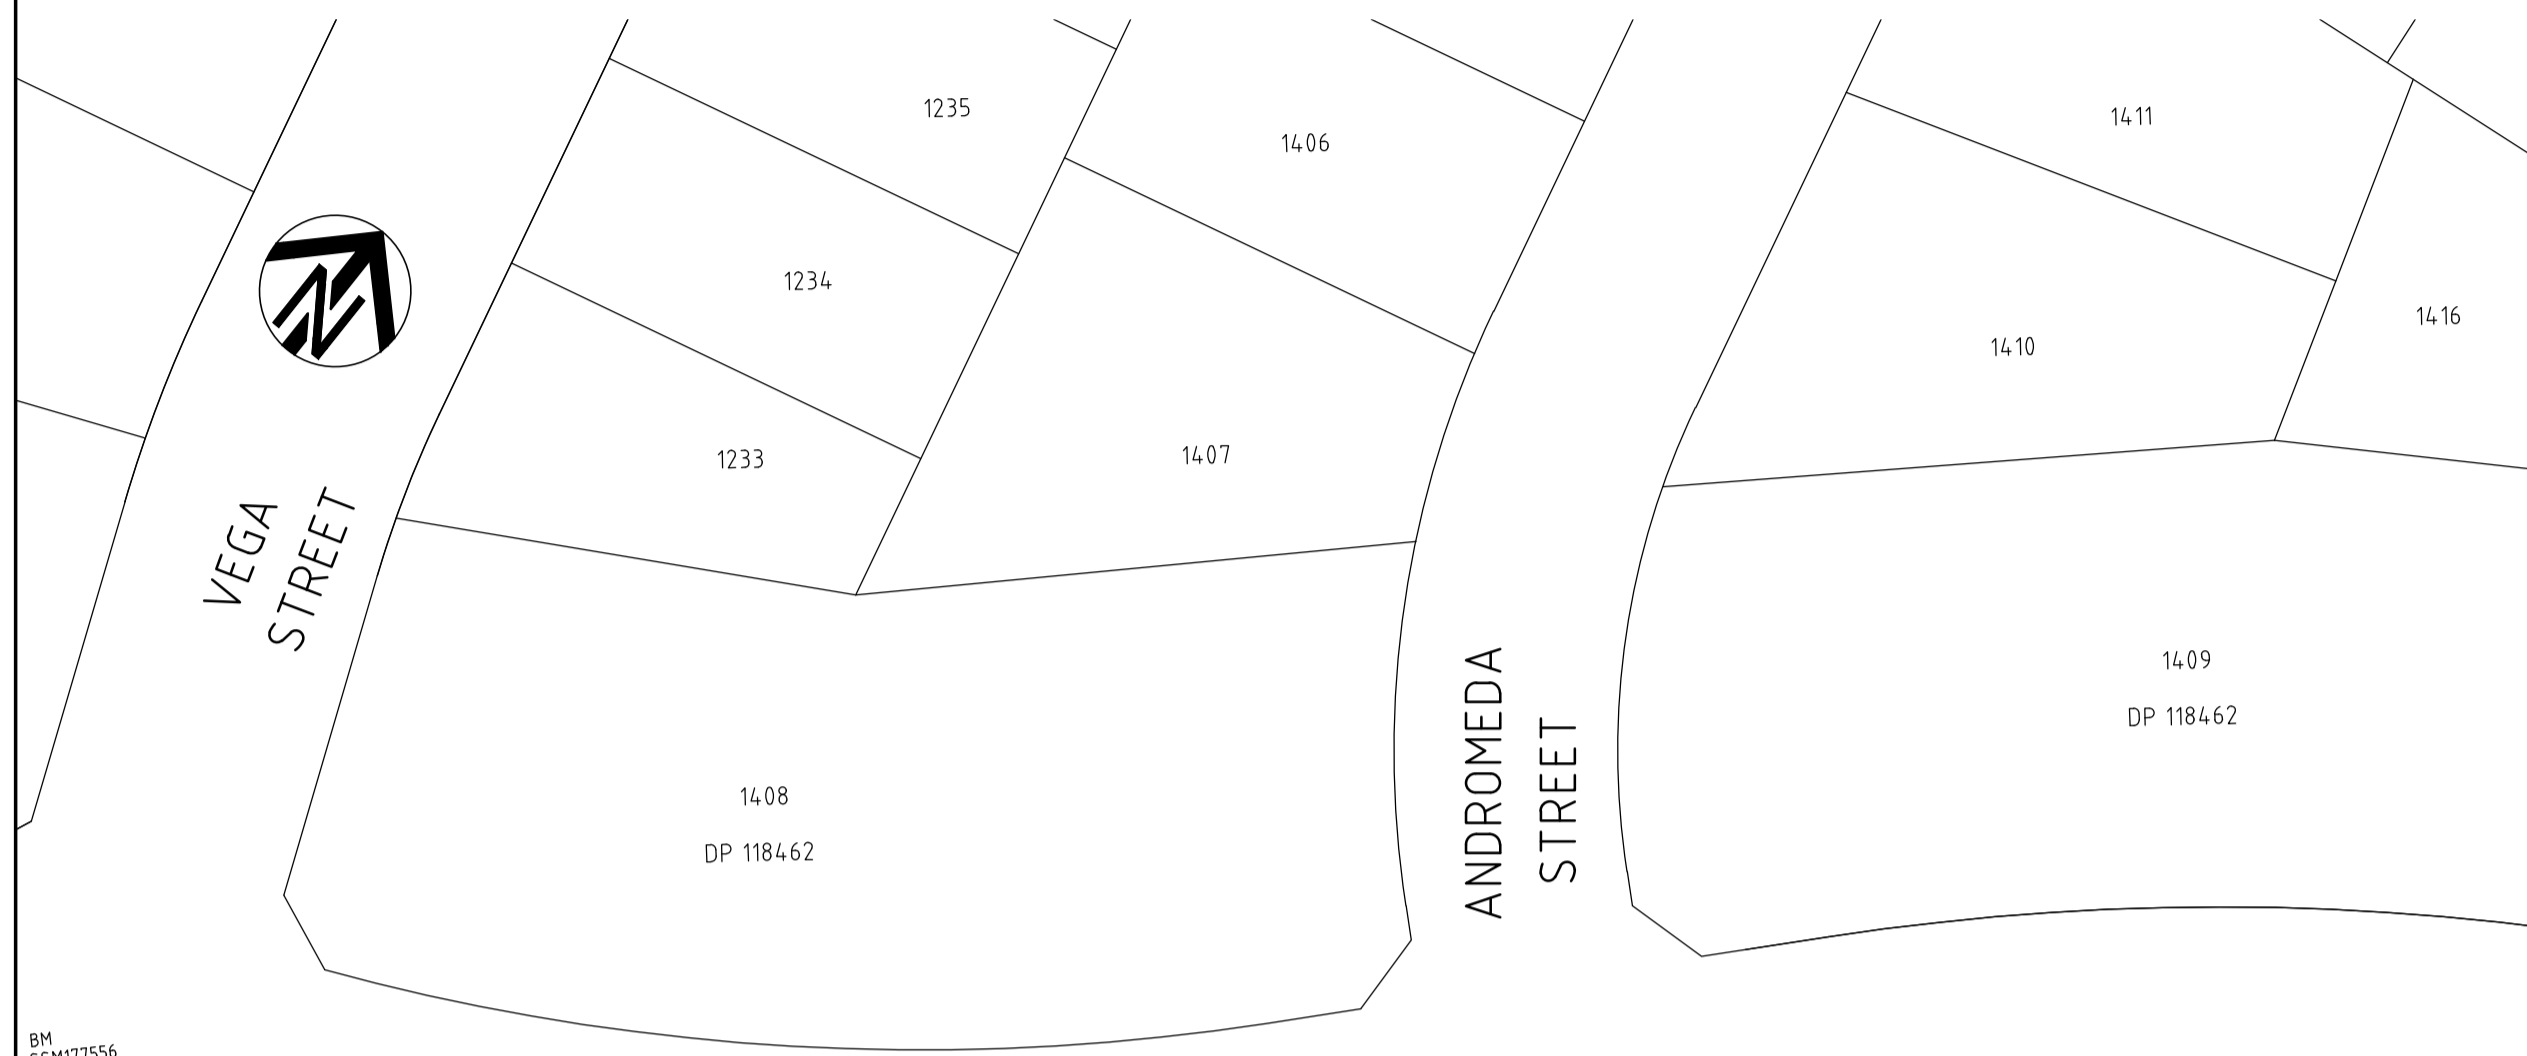 1235
1406
1411
1234
1416
1410
1233
1407
N
VEGA
STREET
1409
DP 118462
ANDROMEDA
STREET
1408
DP 118462
BM